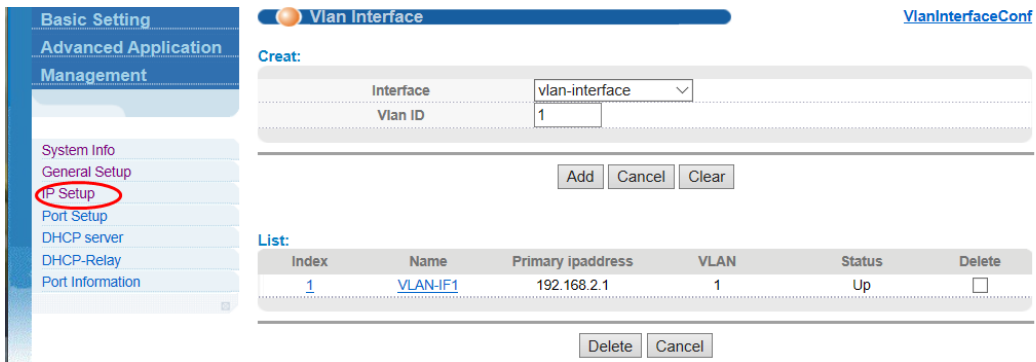 Basic Setting
Advanced Application
Management
System Info
General Setup
IP Setup
Port Setup
DHCP server
DHCP-Relay
Port Information
Vlan Interface
VlanInterfaceConf
Creat:
Interface vlan-interface
Vlan ID 1
Add Cancel Clear
List:
Index Name Primary ipaddress VLAN Status Delete
1 VLAN-IF1 192.168.2.1 1 Up
Delete Cancel